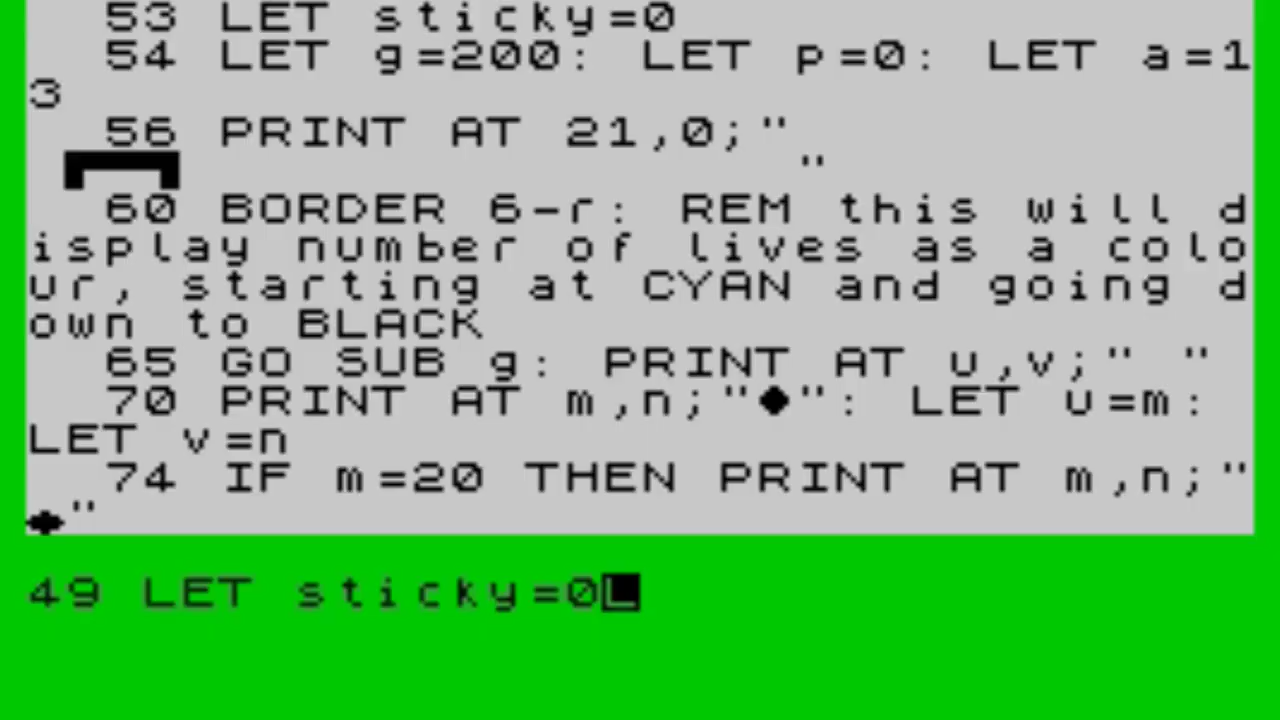 53 LET sticky=0
54 LET g=200: LET p=0: LET a=1
3
56 PRINT AT 21,0;"
"
60 BORDER 6-r: REM this will d
isplay number of lives as a colo
ur, starting at CYAN and going d
own to BLACK
65 GO SUB g: PRINT AT u,v;" "
70 PRINT AT m,n;"◆": LET u=m:
LET v=n
74 IF m=20 THEN PRINT AT m,n;"
◆"
49 LET sticky=0L